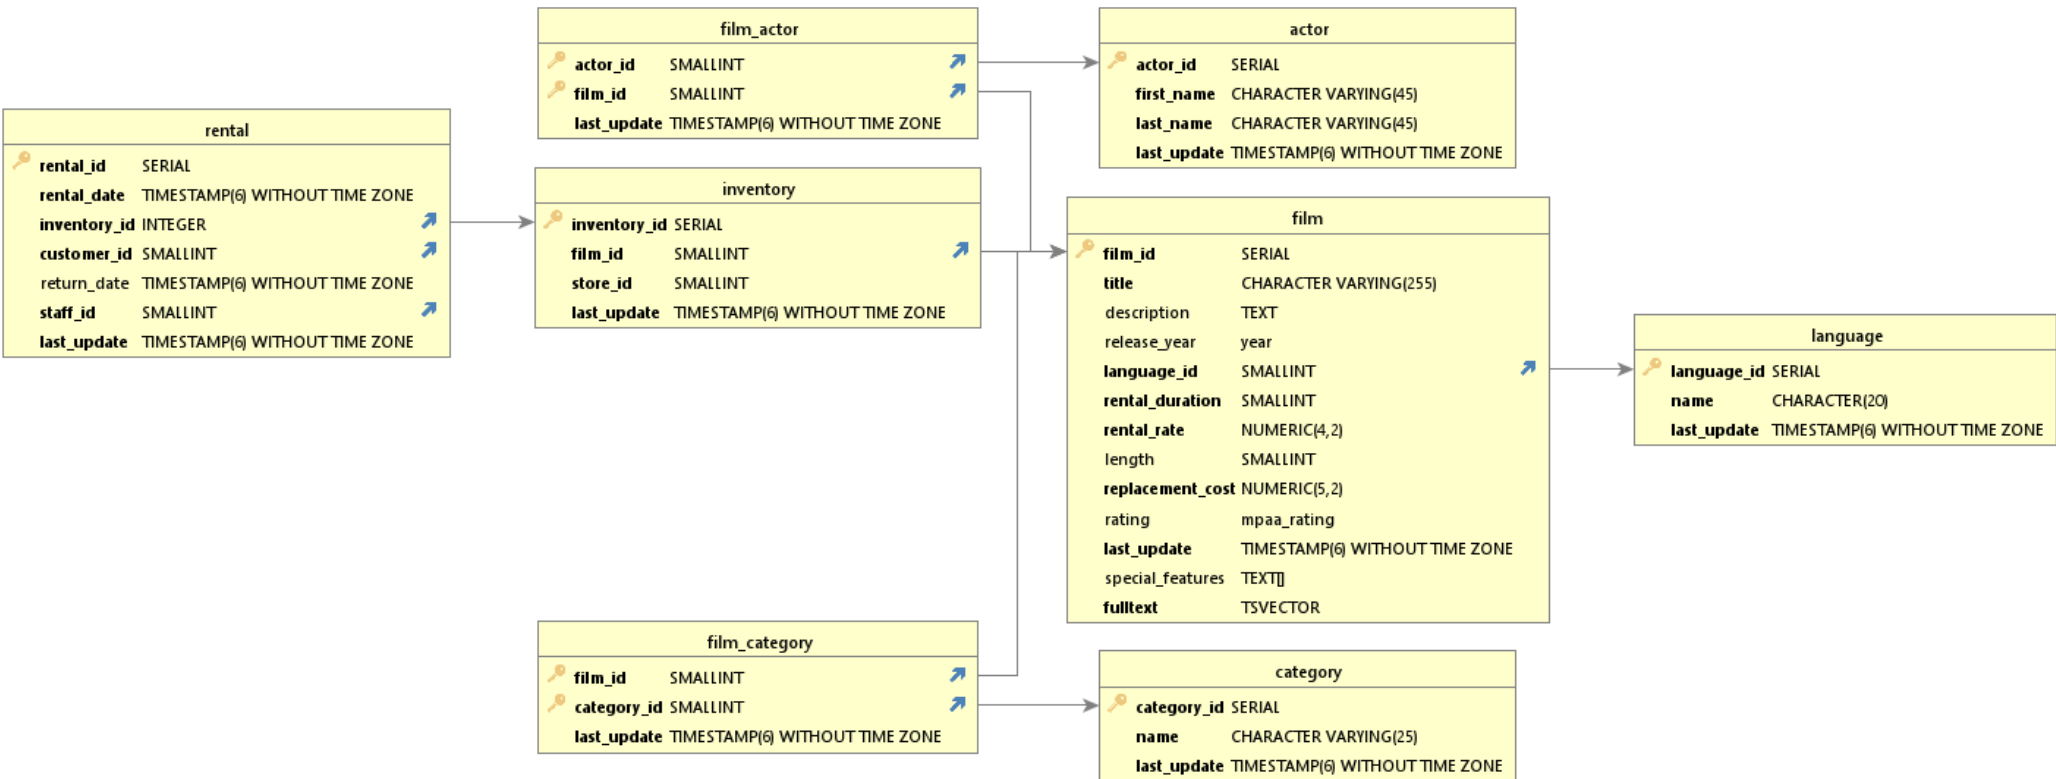 film_actor
actor_id SMALLINT
film_id SMALLINT
last_update TIMESTAMP(6) WITHOUT TIME ZONE
actor
actor_id SERIAL
first_name CHARACTER VARYING(45)
last_name CHARACTER VARYING(45)
last_update TIMESTAMP(6) WITHOUT TIME ZONE
rental
rental_id SERIAL
rental_date TIMESTAMP(6) WITHOUT TIME ZONE
inventory_id INTEGER
customer_id SMALLINT
return_date TIMESTAMP(6) WITHOUT TIME ZONE
staff_id SMALLINT
last_update TIMESTAMP(6) WITHOUT TIME ZONE
inventory
inventory_id SERIAL
film_id SMALLINT
store_id SMALLINT
last_update TIMESTAMP(6) WITHOUT TIME ZONE
film
film_id SERIAL
title CHARACTER VARYING(255)
description TEXT
release_year year
language_id SMALLINT
rental_duration SMALLINT
rental_rate NUMERIC(4,2)
length SMALLINT
replacement_cost NUMERIC(5,2)
rating mpaa_rating
last_update TIMESTAMP(6) WITHOUT TIME ZONE
special_features TEXT[]
fulltext TSVECTOR
language
language_id SERIAL
name CHARACTER(20)
last_update TIMESTAMP(6) WITHOUT TIME ZONE
film_category
film_id SMALLINT
category_id SMALLINT
last_update TIMESTAMP(6) WITHOUT TIME ZONE
category
category_id SERIAL
name CHARACTER VARYING(25)
last_update TIMESTAMP(6) WITHOUT TIME ZONE